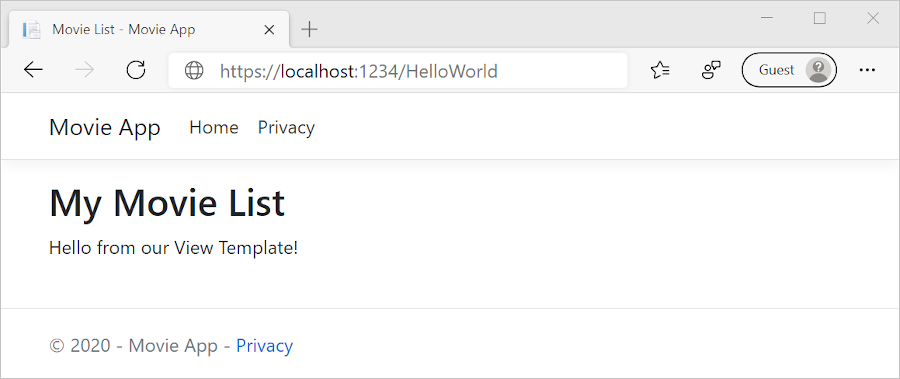 Movie List - Movie App
https://localhost:1234/HelloWorld
Guest
Movie App Home Privacy
My Movie List
Hello from our View Template!
© 2020 - Movie App - Privacy